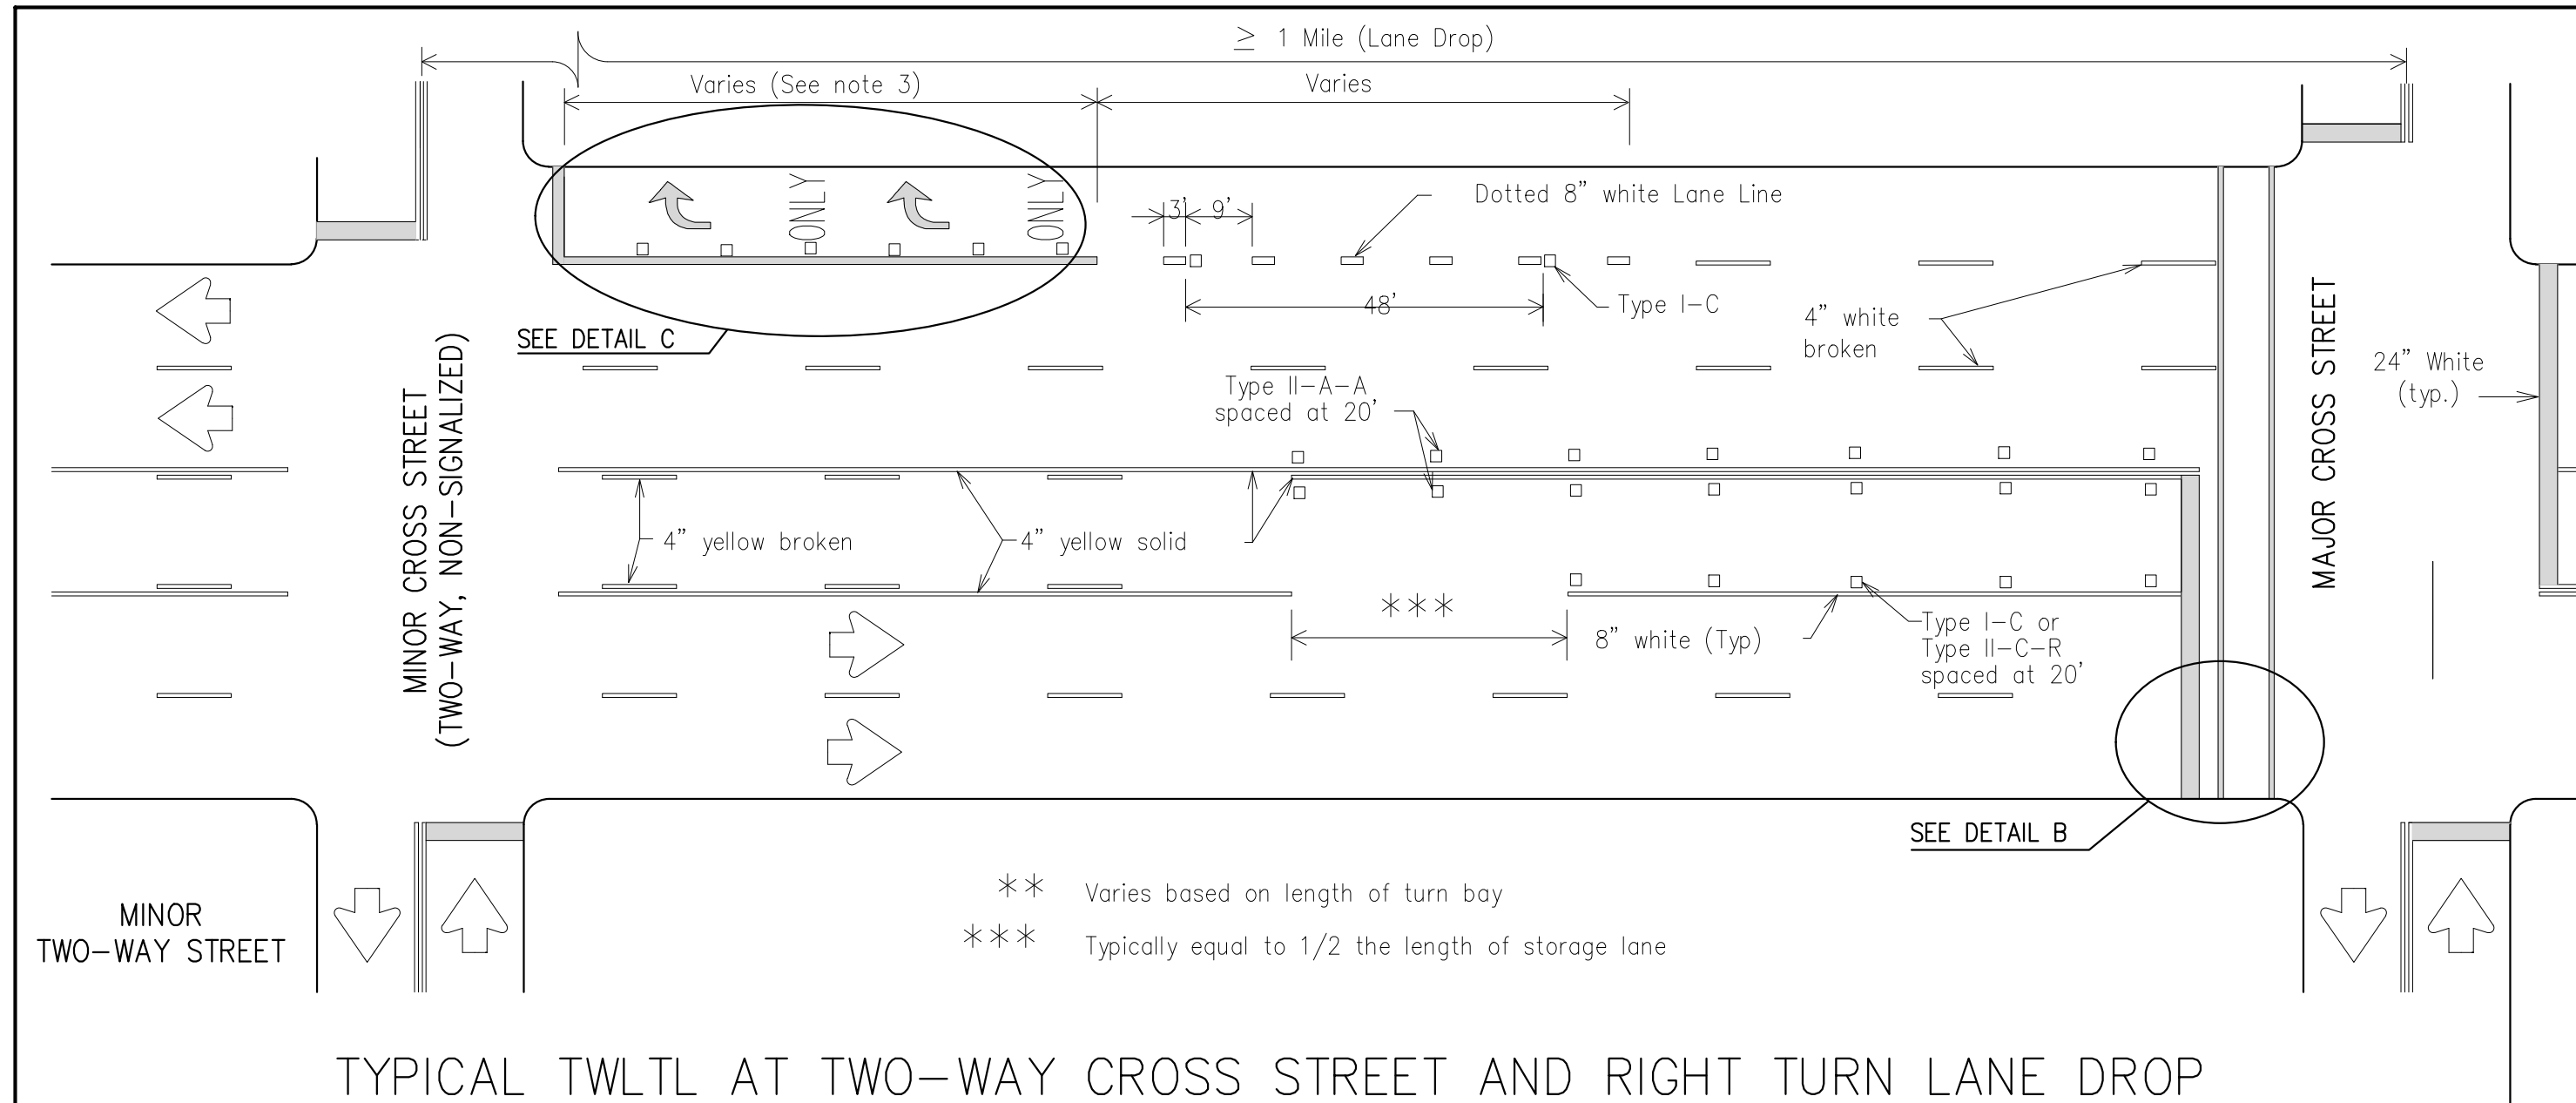 ≥ 1 Mile (Lane Drop)
Varies (See note 3)
Varies
ONLY
ONLY
3'
9'
Dotted 8" white Lane Line
48'
Type I-C
4" white
broken
SEE DETAIL C
MINOR CROSS STREET
(TWO-WAY, NON-SIGNALIZED)
Type II-A-A
spaced at 20'
MAJOR CROSS STREET
24" White
(typ.)
4" yellow broken
4" yellow solid
***
8" white (Typ)
Type I-C or
Type II-C-R
spaced at 20'
SEE DETAIL B
MINOR
TWO-WAY STREET
** Varies based on length of turn bay
*** Typically equal to 1/2 the length of storage lane
TYPICAL TWLTL AT TWO-WAY CROSS STREET AND RIGHT TURN LANE DROP